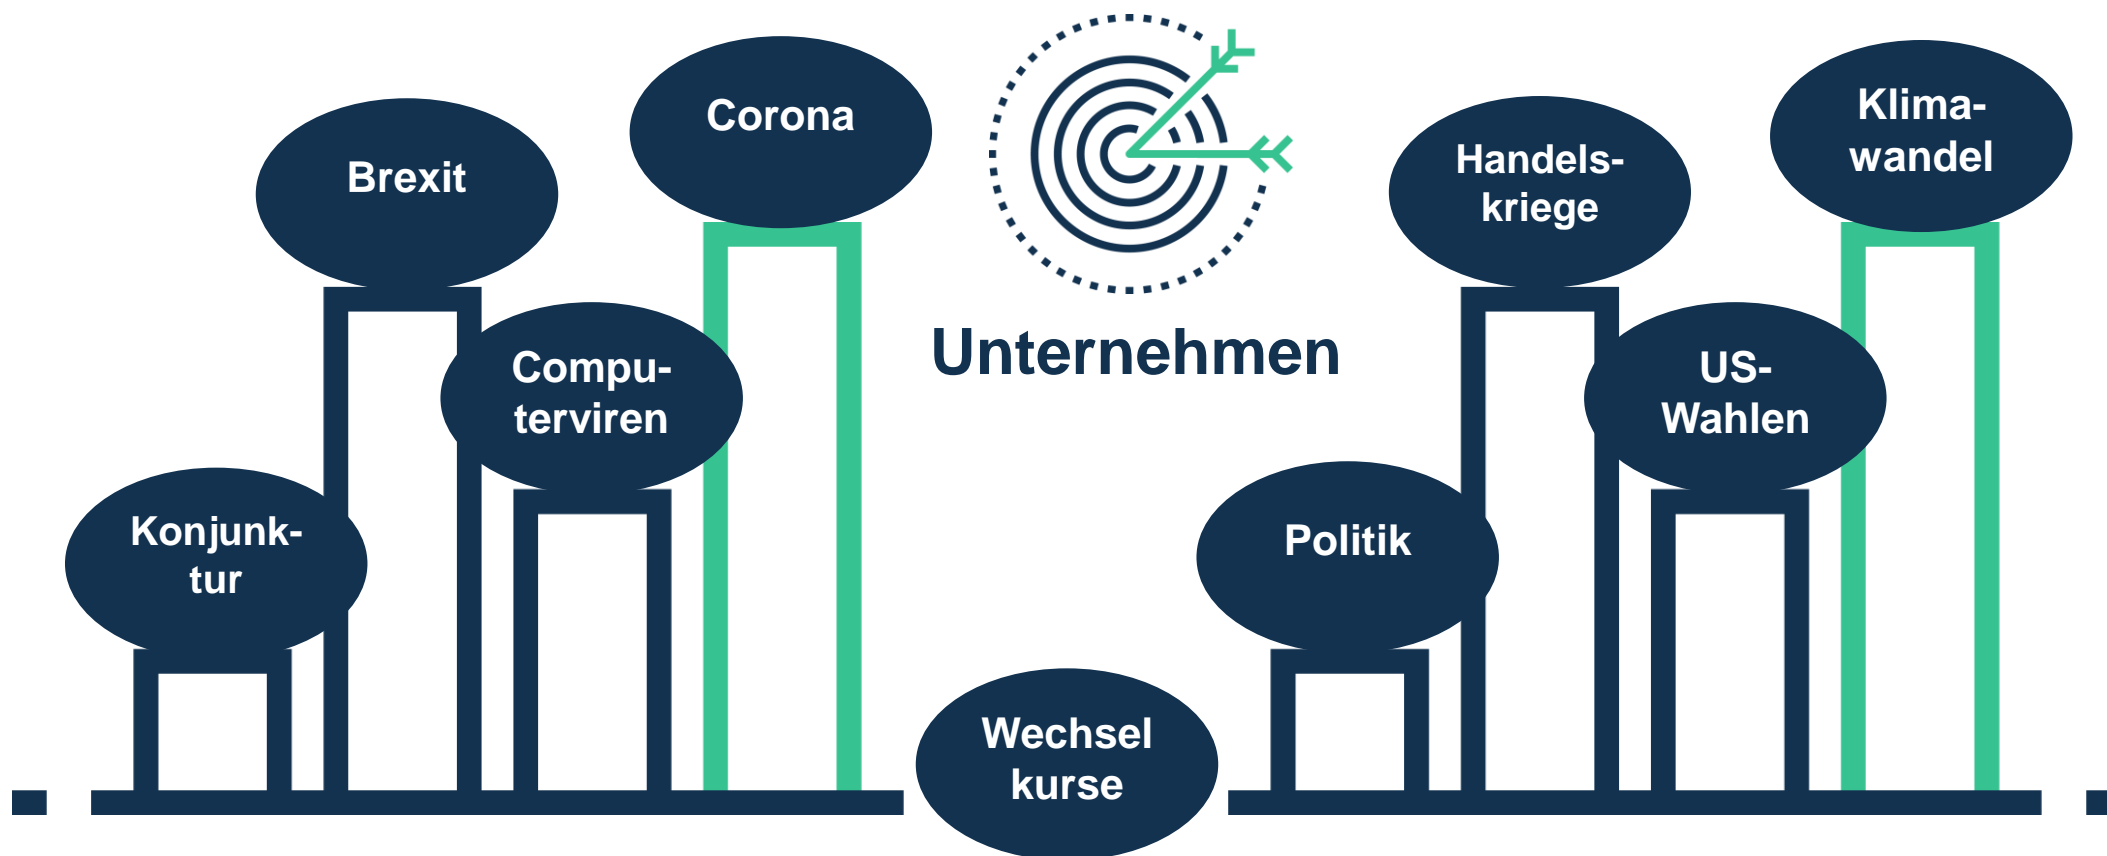 Corona
Brexit
Compu-
terviren
Konjunk-
tur
Unternehmen
Wechsel
kurse
Klima-
wandel
Handels-
kriege
US-
Wahlen
Politik